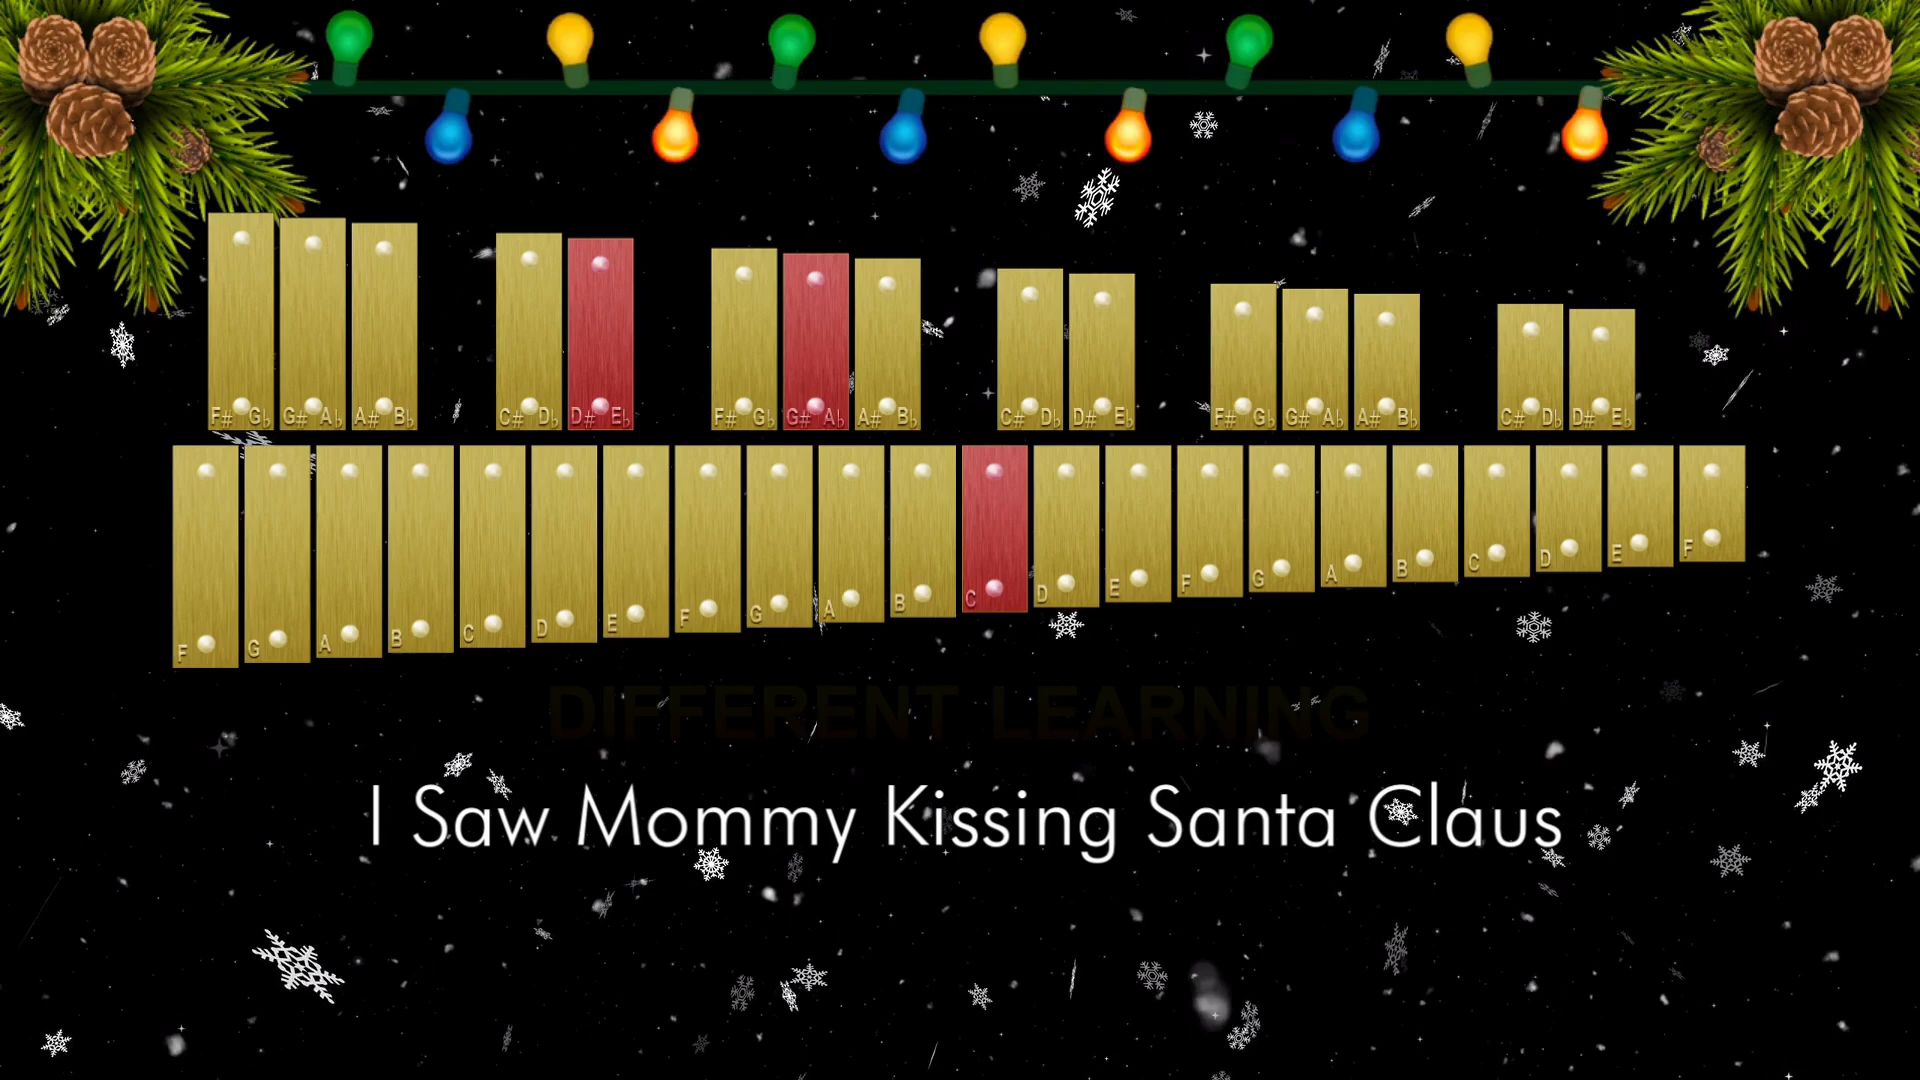 F# G♭ G# A♭ A# B♭ C# D♭ D# E♭ F# G♭ G# A♭ A# B♭ C# D♭ D# E♭ F# G♭ G# A♭ A# B♭ C# D♭ D# E♭
F G A B C D E F G A B C D E F G A B C D E F
DIFFERENT LEARNING
I Saw Mommy Kissing Santa Claus